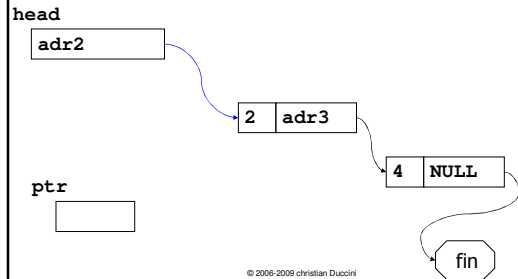 head
adr2
2 adr3
4 NULL
ptr
fin
© 2006-2009 christian Duccini